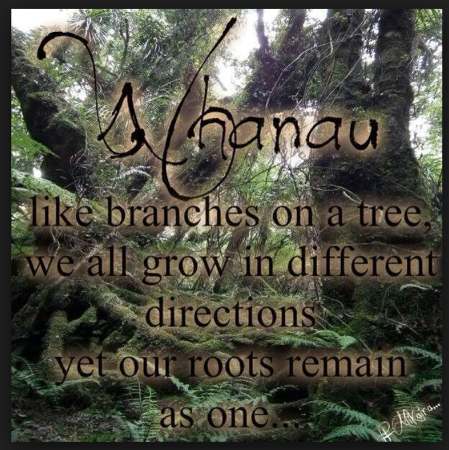 Whanau
like branches on a tree,
we all grow in different
directions
yet our roots remain
as one...